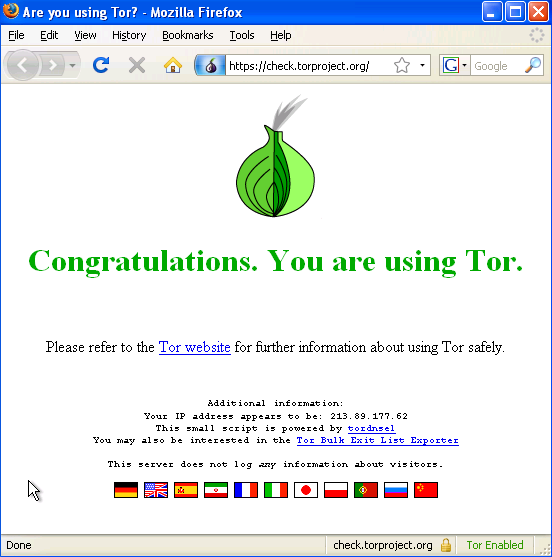 Are you using Tor? - Mozilla Firefox
File Edit View History Bookmarks Tools Help
https://check.torproject.org/ G Google
Congratulations. You are using Tor.
Please refer to the Tor website for further information about using Tor safely.
Additional information:
Your IP address appears to be: 213.89.177.62
This small script is powered by tordnsel
You may also be interested in the Tor Bulk Exit List Exporter
This server does not log any information about visitors.
Done check.torproject.org Tor Enabled